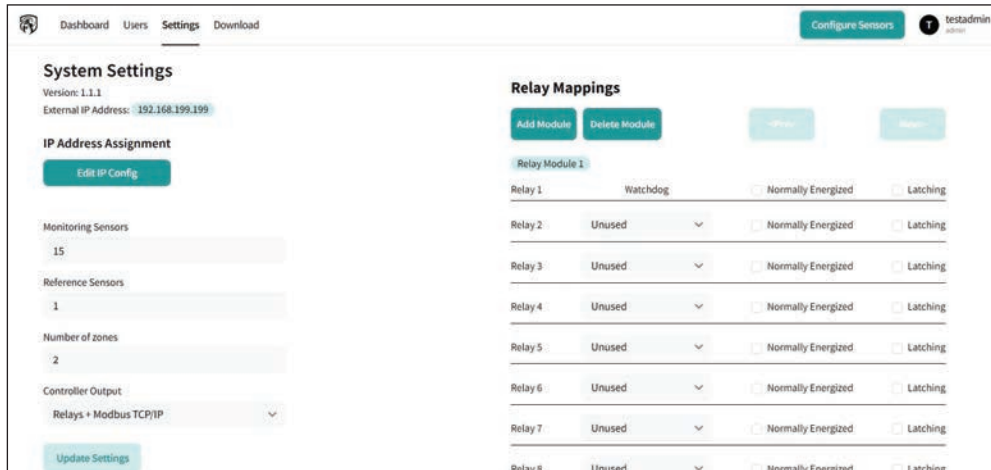 Dashboard Users Settings Download
Configure Sensors
T
testadmin
admin
System Settings
Version: 1.1.1
External IP Address: 192.168.199.199
IP Address Assignment
Edit IP Config
Monitoring Sensors
15
Reference Sensors
1
Number of zones
2
Controller Output
Relays + Modbus TCP/IP
Update Settings
Relay Mappings
Add Module Delete Module
Relay Module 1
Relay 1 Watchdog Normally Energized Latching
Relay 2 Unused Normally Energized Latching
Relay 3 Unused Normally Energized Latching
Relay 4 Unused Normally Energized Latching
Relay 5 Unused Normally Energized Latching
Relay 6 Unused Normally Energized Latching
Relay 7 Unused Normally Energized Latching
Relay 8 Unused Normally Energized Latching